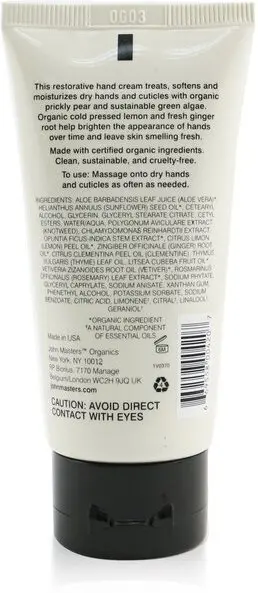 0603
This restorative hand cream treats, softens and
moisturizes dry hands and cuticles with organic
prickly pear and sustainable green algae.
Organic cold pressed lemon and fresh ginger
root help brighten the appearance of hands
over time and leave skin smelling fresh.
Made with certified organic ingredients.
Clean, sustainable, and cruelty-free.
To use: Massage onto dry hands
and cuticles as often as needed.
INGREDIENTS: ALOE BARBADENSIS LEAF JUICE (ALOE VERA)*,
HELIANTHUS ANNUUS (SUNFLOWER) SEED OIL*, CETEARYL
ALCOHOL, GLYCERIN, GLYCERYL STEARATE CITRATE, CETYL
ESTERS, WATER/AQUA, POLYGONUM AVICULARE EXTRACT
(KNOTWEED), CHLAMYDOMONAS REINHARDTII EXTRACT,
OPUNTIA FICUS-INDICA STEM EXTRACT*, CITRUS LIMON
(LEMON) PEEL OIL*, ZINGIBER OFFICINALE (GINGER) ROOT
OIL*, CITRUS CLEMENTINA PEEL OIL (CLEMENTINE), THYMUS
VULGARIS (THYME) LEAF OIL, LITSEA CUBEBA FRUIT OIL*,
VETIVERIA ZIZANOIDES ROOT OIL (VETIVER)*, ROSMARINUS
OFFICINALIS (ROSEMARY) LEAF EXTRACT*, SODIUM PHYTATE,
GLYCERYL CAPRYLATE, SODIUM ANISATE, XANTHAN GUM,
PHENETHYL ALCOHOL, POTASSIUM SORBATE, SODIUM
BENZOATE, CITRIC ACID, LIMONENE, CITRAL, LINALOOL,
GERANIOL
*ORGANIC INGREDIENT
A NATURAL COMPONENT
OF ESSENTIAL OILS
Made in USA
John Masters™ Organics
New York, NY 10012
RP Bionius, 7170 Manage
Belgium/London WC2H 9JQ UK
johnmasters.com
CAUTION: AVOID DIRECT
CONTACT WITH EYES